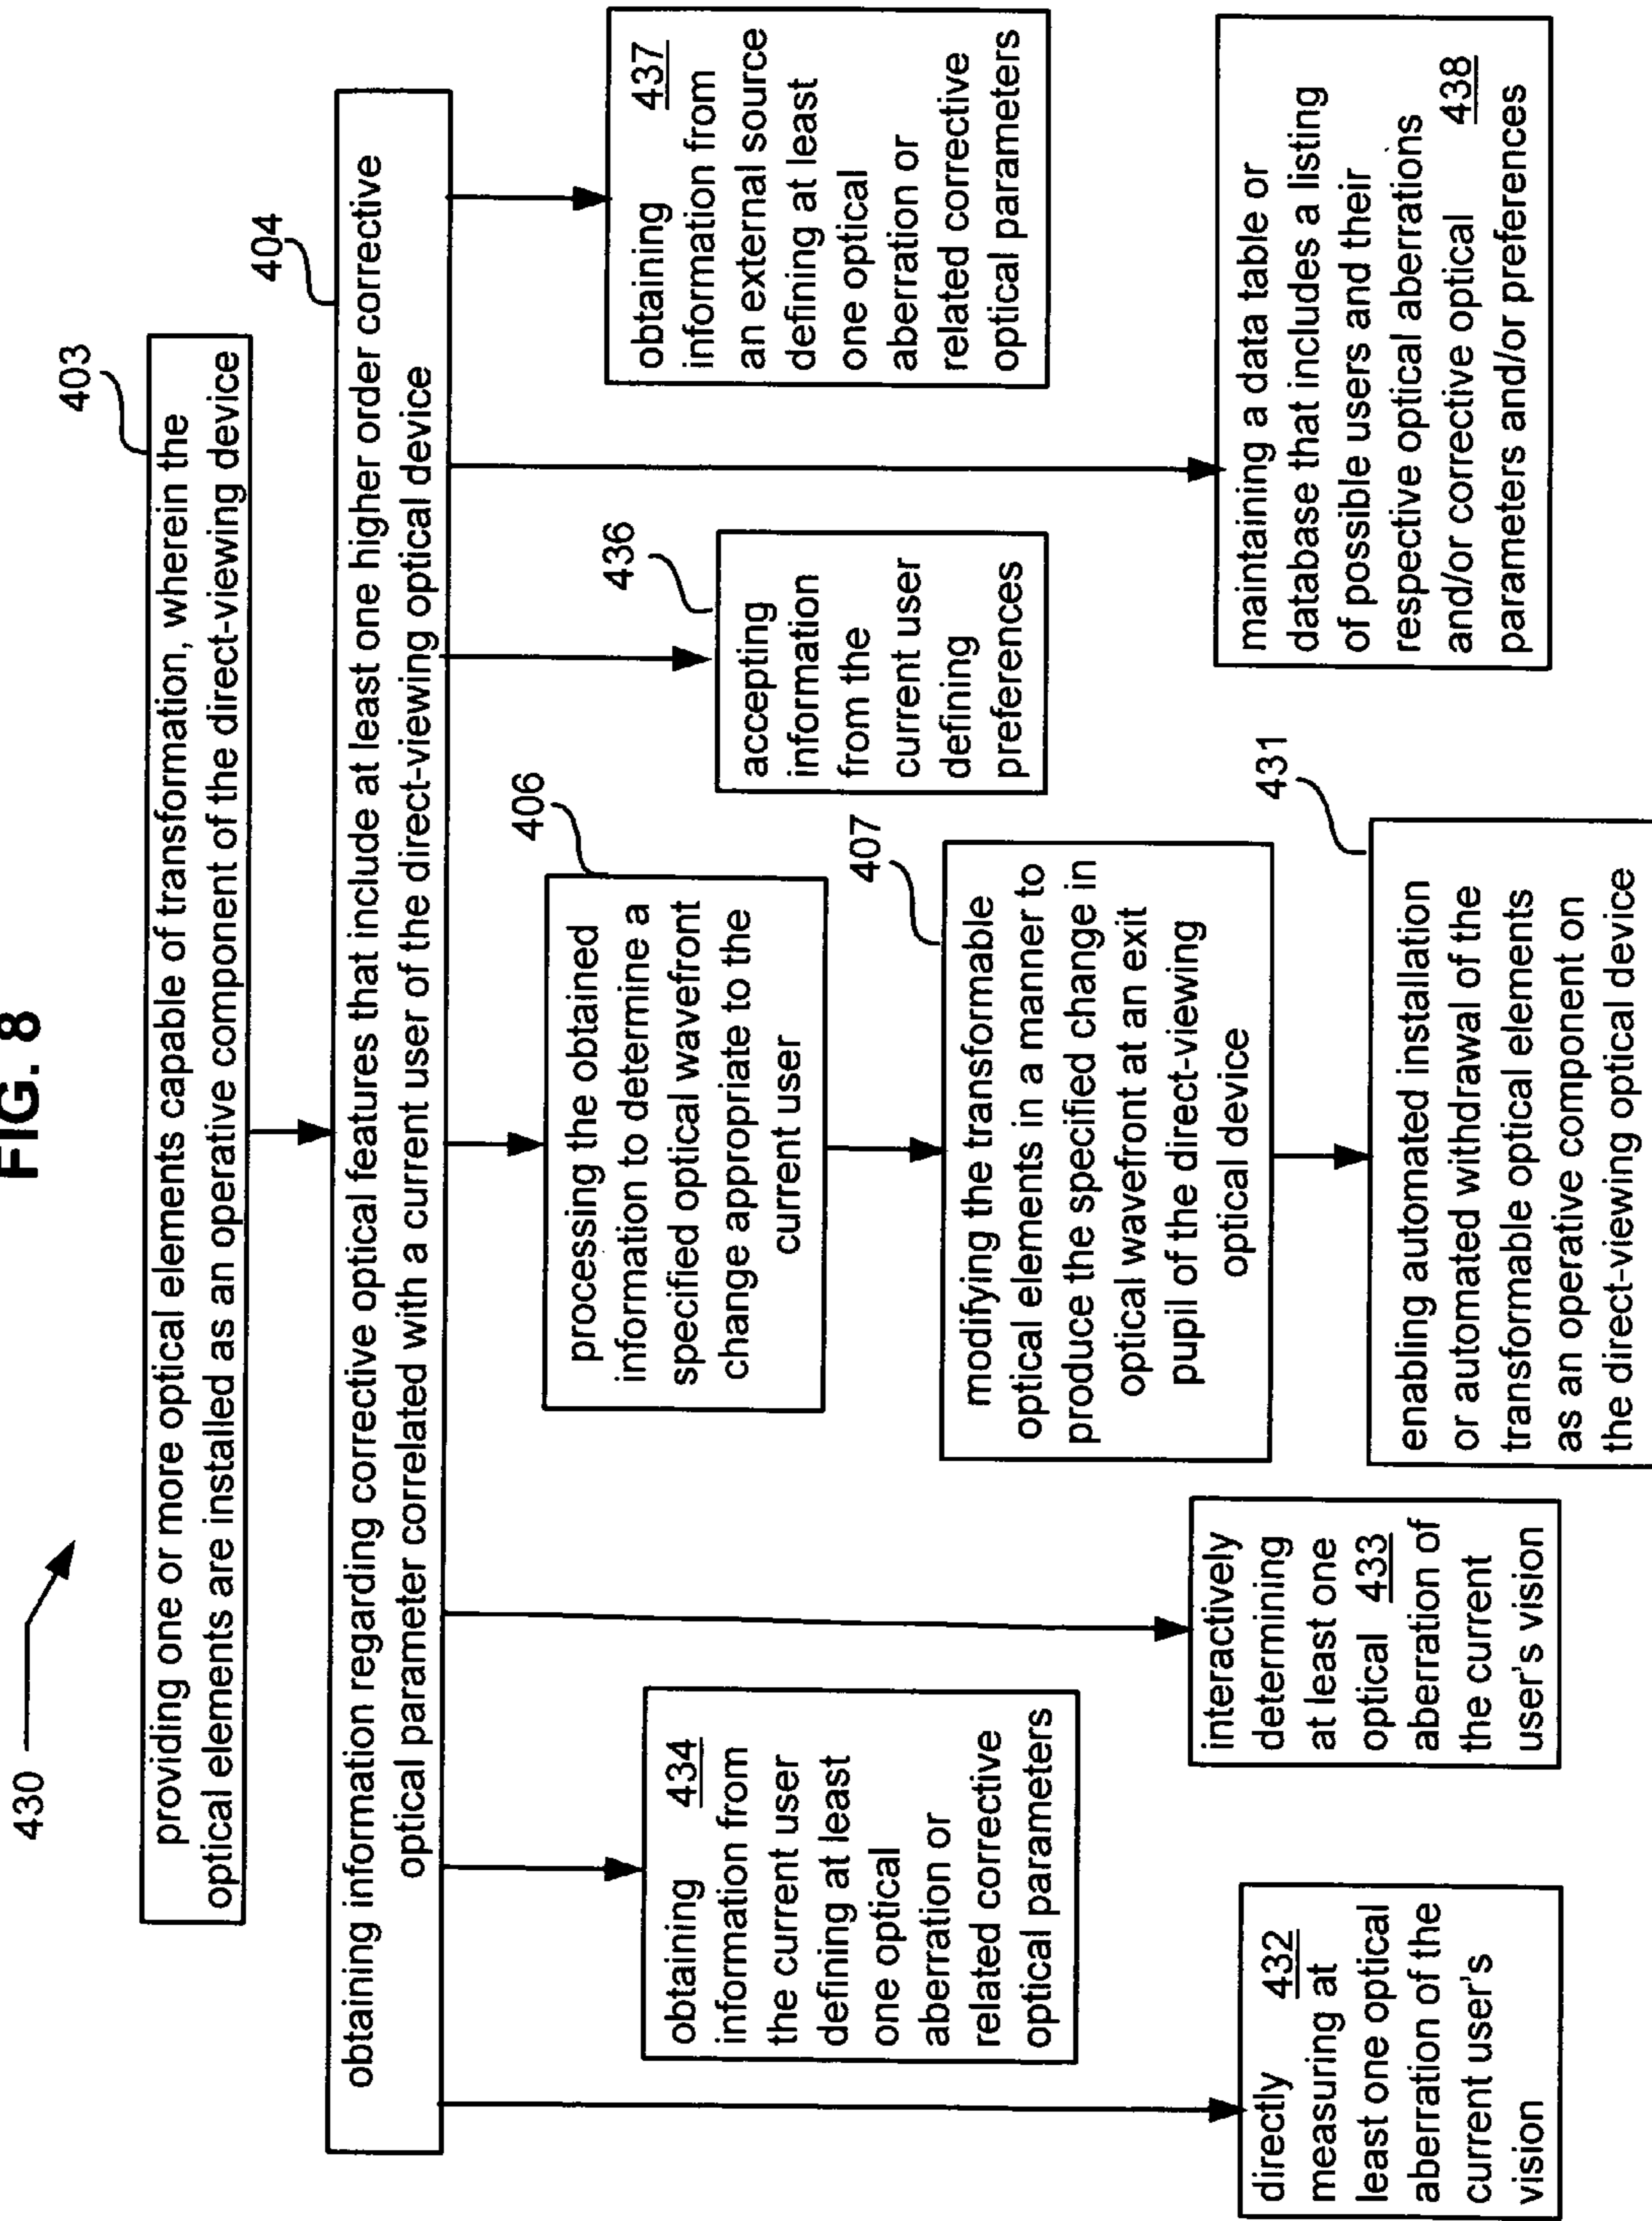 FIG. 8
430
403
providing one or more optical elements capable of transformation, wherein the
optical elements are installed as an operative component of the direct-viewing device
404
obtaining information regarding corrective optical features that include at least one higher order corrective
optical parameter correlated with a current user of the direct-viewing optical device
directly 432
measuring at
least one optical
aberration of the
current user's
vision
obtaining 434
information from
the current user
defining at least
one optical
aberration or
related corrective
optical parameters
interactively
determining
at least one
optical 433
aberration of
the current
user's vision
406
processing the obtained
information to determine a
specified optical wavefront
change appropriate to the
current user
407
modifying the transformable
optical elements in a manner to
produce the specified change in
optical wavefront at an exit
pupil of the direct-viewing
optical device
431
enabling automated installation
or automated withdrawal of the
transformable optical elements
as an operative component on
the direct-viewing optical device
436
accepting
information
from the
current user
defining
preferences
maintaining a data table or
database that includes a listing
of possible users and their
respective optical aberrations
and/or corrective optical 438
parameters and/or preferences
obtaining 437
information from
an external source
defining at least
one optical
aberration or
related corrective
optical parameters